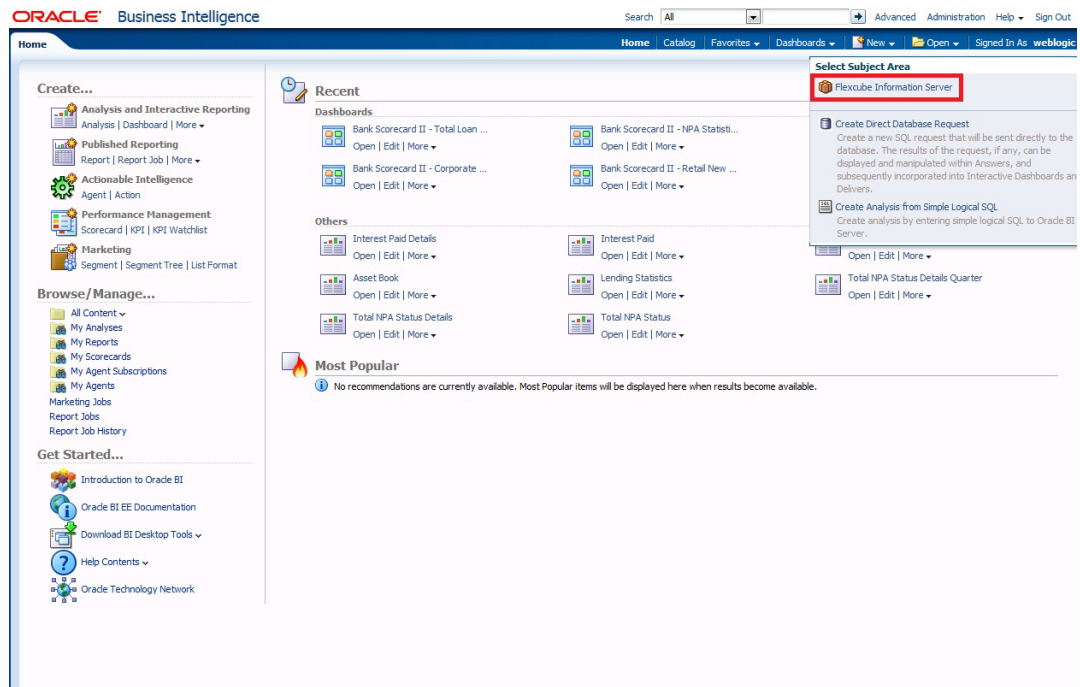 ORACLE Business Intelligence
Search All Advanced Administration Help Sign Out
Home
Home Catalog Favorites Dashboards New Open Signed In As weblogic
Select Subject Area
Flexcube Information Server
Create Direct Database Request
Create a new SQL request that will be sent directly to the
database. The results of the request, if any, can be
displayed and manipulated within Answers, and
subsequently incorporated into Interactive Dashboards an
Delivers.
Create Analysis from Simple Logical SQL
Create analysis by entering simple logical SQL to Oracle BI
Server.
Create...
Analysis and Interactive Reporting
Analysis | Dashboard | More
Published Reporting
Report | Report Job | More
Actionable Intelligence
Agent | Action
Performance Management
Scorecard | KPI | KPI Watchlist
Marketing
Segment | Segment Tree | List Format
Browse/Manage...
All Content
My Analyses
My Reports
My Scorecards
My Agent Subscriptions
My Agents
Marketing Jobs
Report Jobs
Report Job History
Get Started...
Introduction to Oracle BI
Oracle BI EE Documentation
Download BI Desktop Tools
Help Contents
Oracle Technology Network
Recent
Dashboards
Bank Scorecard II - Total Loan ...
Open | Edit | More
Bank Scorecard II - NPA Statisti...
Open | Edit | More
Bank Scorecard II - Corporate ...
Open | Edit | More
Bank Scorecard II - Retail New ...
Open | Edit | More
Others
Interest Paid Details
Open | Edit | More
Interest Paid
Open | Edit | More
Open | Edit | More
Asset Book
Open | Edit | More
Lending Statistics
Open | Edit | More
Total NPA Status Details Quarter
Open | Edit | More
Total NPA Status Details
Open | Edit | More
Total NPA Status
Open | Edit | More
Most Popular
No recommendations are currently available. Most Popular items will be displayed here when results become available.